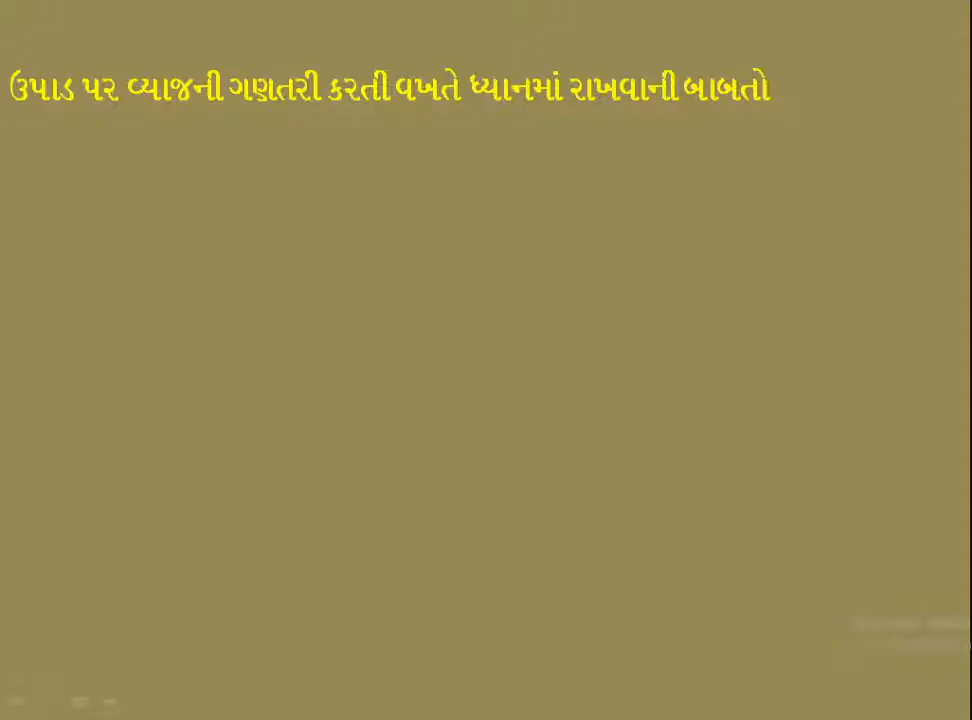 ઉપાડ પર વ્યાજની ગણતરી કરતી વખતે ધ્યાનમાં રાખવાની બાબતો